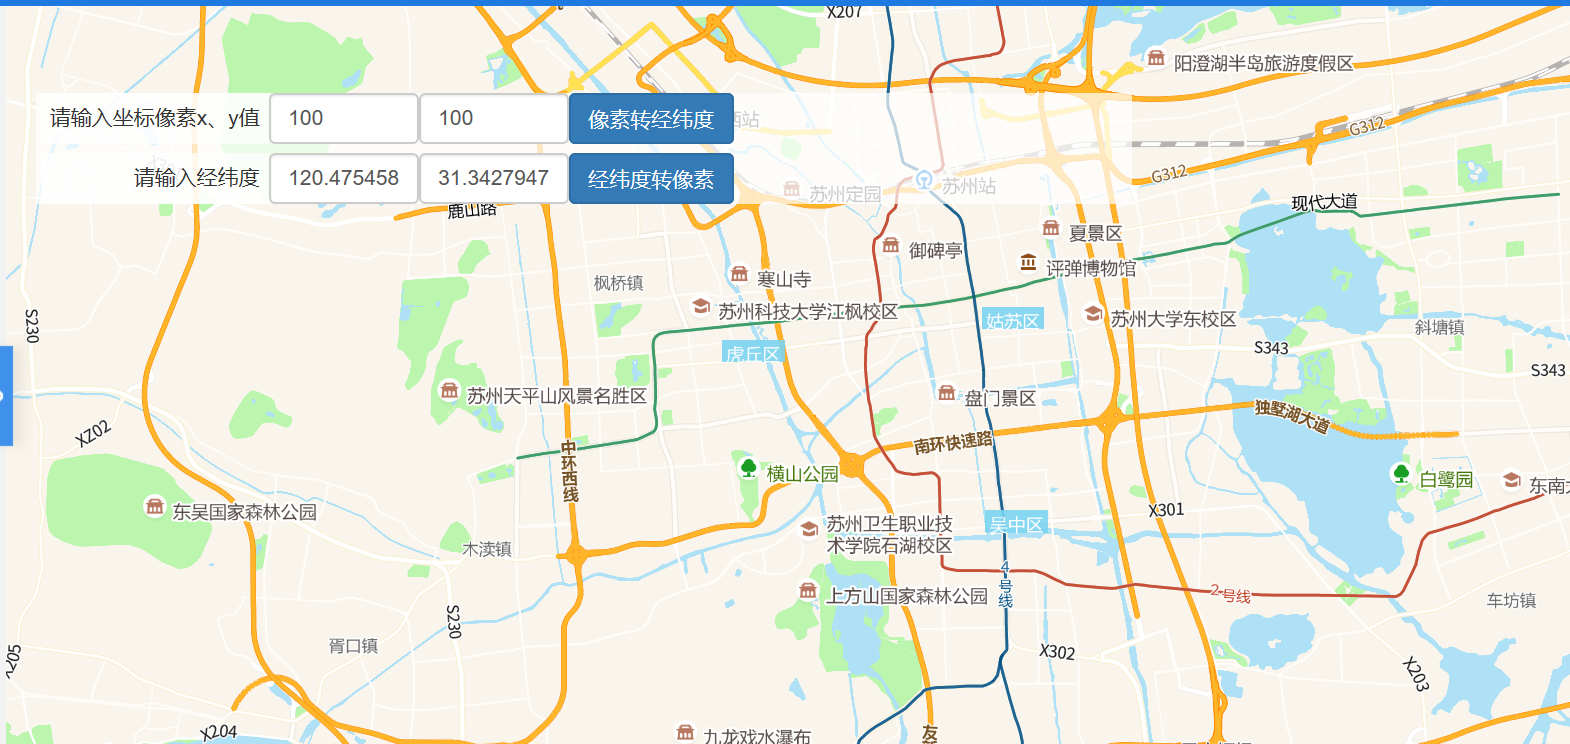 X207
阳澄湖半岛旅游度假区
请输入坐标像素x、y值 100 100 像素转经纬度
西站
G312
请输入经纬度 120.475458 31.3427947 经纬度转像素
G312
苏州定园
苏州站
现代大道
鹿山路
夏景区
御碑亭
评弹博物馆
寒山寺
枫桥镇
苏州科技大学江枫校区
姑苏区
苏州大学东校区
S230
斜塘镇
虎丘区
S343
S343
苏州天平山风景名胜区
盘门景区
独墅湖大道
XZ02
南环快速路
中环西线
横山公园
白鹭园
东南大
东吴国家森林公园
X301
苏州卫生职业技
术学院石湖校区
吴中区
木渎镇
4号线
上方山国家森林公园
2号线
车坊镇
S230
胥口镇
X302
X203
X204
九龙戏水瀑布
友